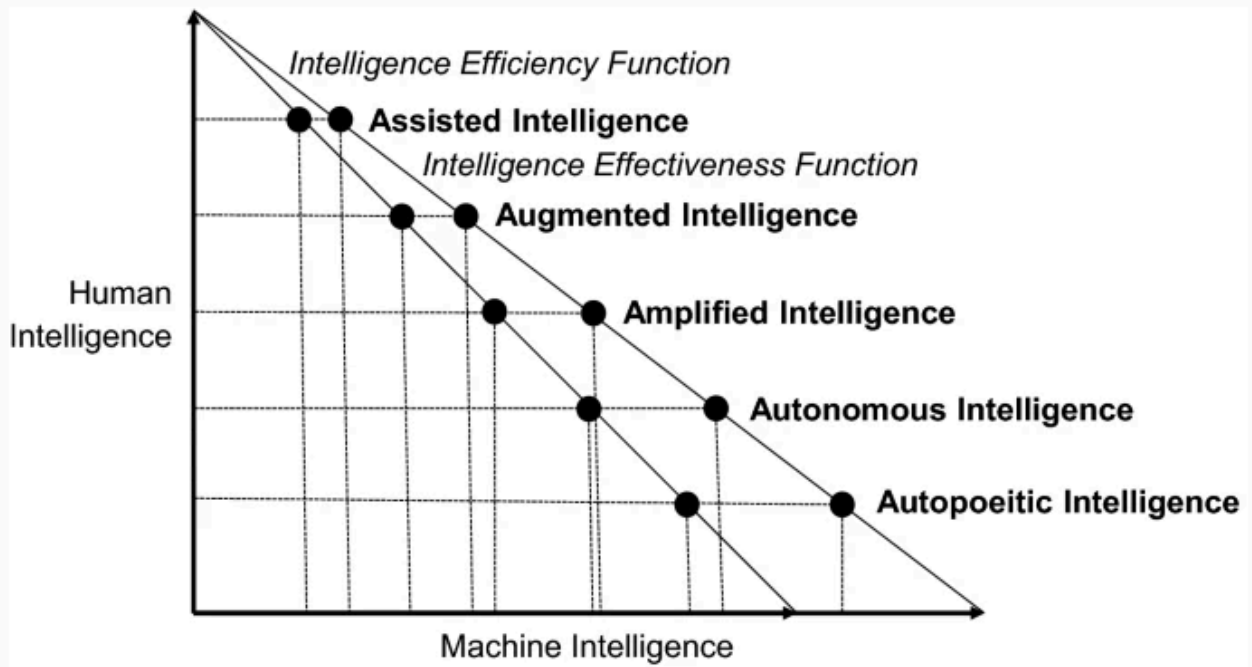 Intelligence Efficiency Function
Assisted Intelligence
Intelligence Effectiveness Function
Augmented Intelligence
Human
Intelligence
Amplified Intelligence
Autonomous Intelligence
Autopoeitic Intelligence
Machine Intelligence